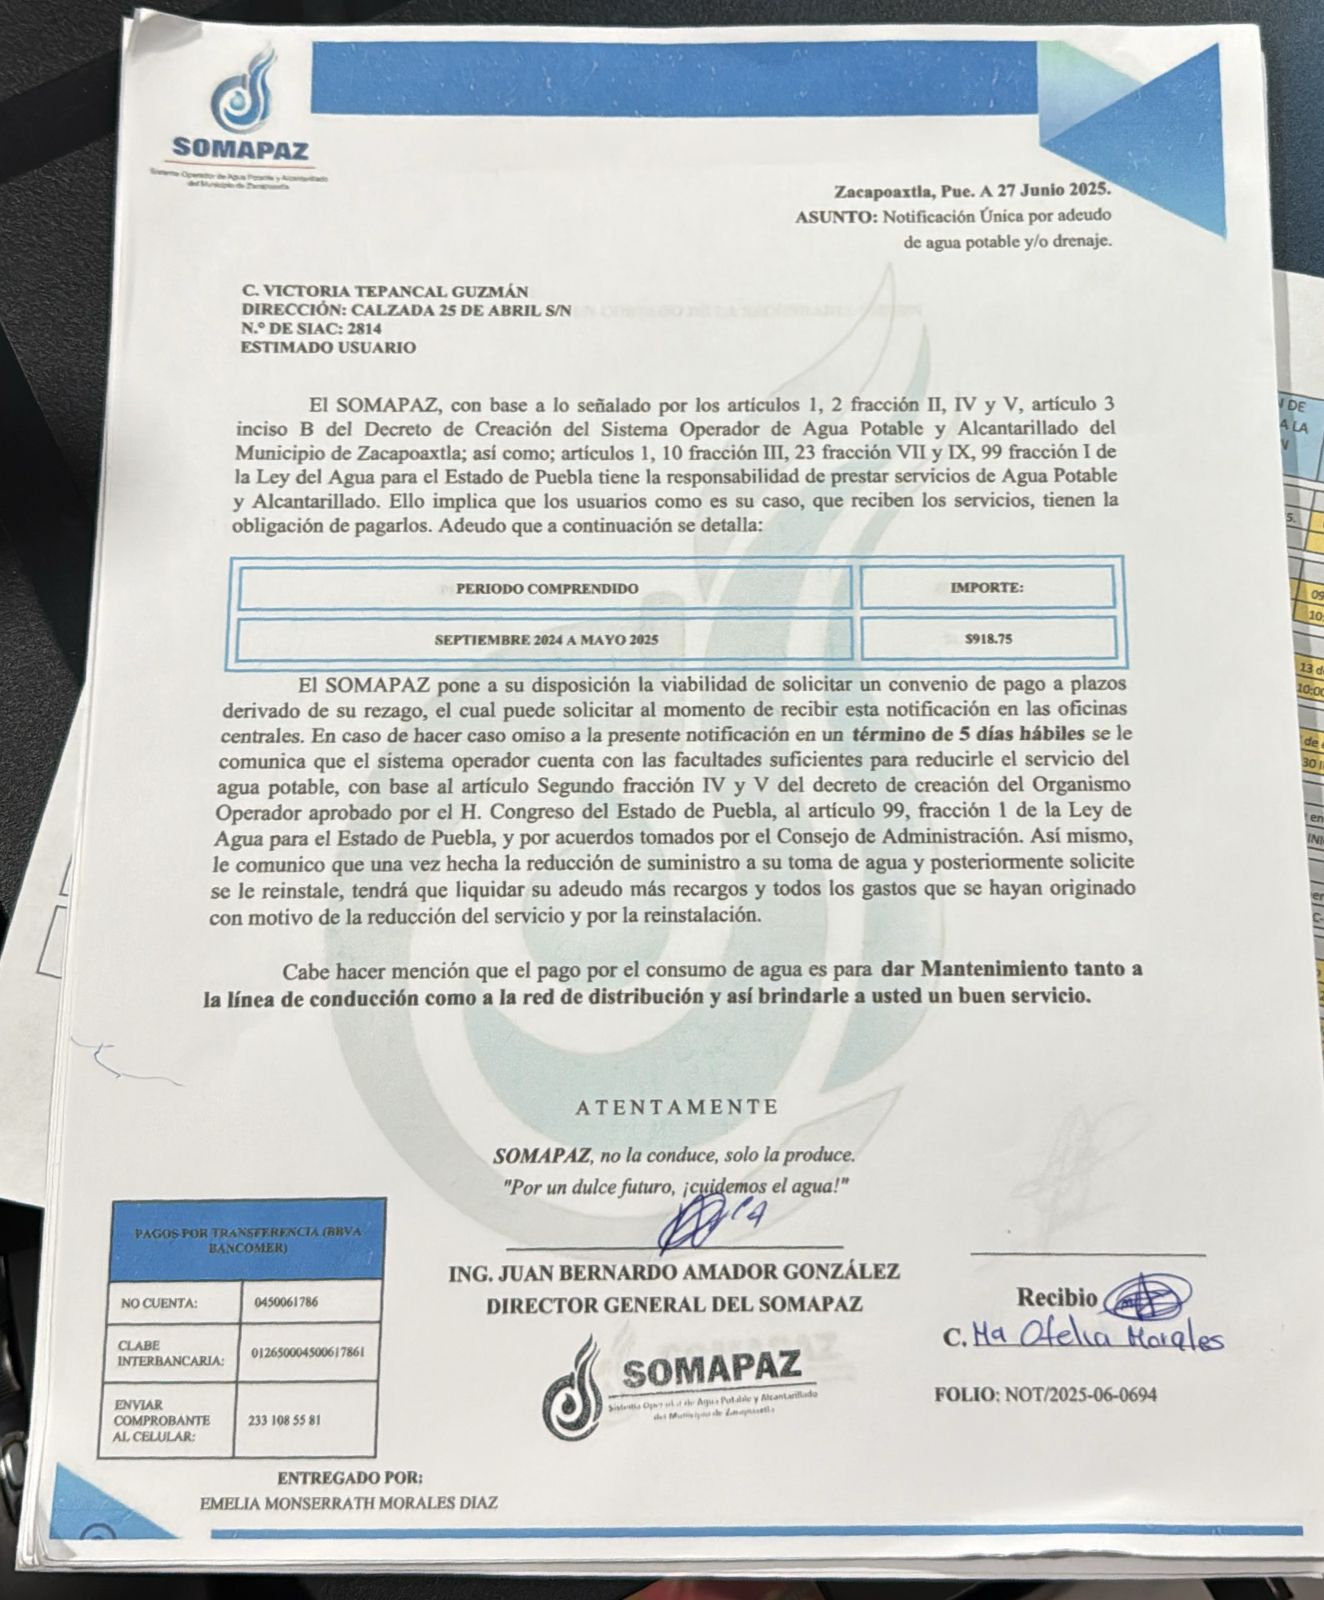 SOMAPAZ
Sistema Operador de Agua Potable y Alcantarillado
del Municipio de Zacapoaxtla
Zacapoaxtla, Pue. A 27 Junio 2025.
ASUNTO: Notificación Única por adeudo
de agua potable y/o drenaje.
C. VICTORIA TEPANCAL GUZMÁN
DIRECCIÓN: CALZADA 25 DE ABRIL S/N
N.º DE SIAC: 2814
ESTIMADO USUARIO
El SOMAPAZ, con base a lo señalado por los artículos 1, 2 fracción II, IV y V, artículo 3
inciso B del Decreto de Creación del Sistema Operador de Agua Potable y Alcantarillado del
Municipio de Zacapoaxtla; así como; artículos 1, 10 fracción III, 23 fracción VII y IX, 99 fracción I de
la Ley del Agua para el Estado de Puebla tiene la responsabilidad de prestar servicios de Agua Potable
y Alcantarillado. Ello implica que los usuarios como es su caso, que reciben los servicios, tienen la
obligación de pagarlos. Adeudo que a continuación se detalla:
PERIODO COMPRENDIDO IMPORTE:
SEPTIEMBRE 2024 A MAYO 2025 $918.75
El SOMAPAZ pone a su disposición la viabilidad de solicitar un convenio de pago a plazos
derivado de su rezago, el cual puede solicitar al momento de recibir esta notificación en las oficinas
centrales. En caso de hacer caso omiso a la presente notificación en un término de 5 días hábiles se le
comunica que el sistema operador cuenta con las facultades suficientes para reducirle el servicio del
agua potable, con base al artículo Segundo fracción IV y V del decreto de creación del Organismo
Operador aprobado por el H. Congreso del Estado de Puebla, al artículo 99, fracción 1 de la Ley de
Agua para el Estado de Puebla, y por acuerdos tomados por el Consejo de Administración. Así mismo,
le comunico que una vez hecha la reducción de suministro a su toma de agua y posteriormente solicite
se le reinstale, tendrá que liquidar su adeudo más recargos y todos los gastos que se hayan originado
con motivo de la reducción del servicio y por la reinstalación.
Cabe hacer mención que el pago por el consumo de agua es para dar Mantenimiento tanto a
la línea de conducción como a la red de distribución y así brindarle a usted un buen servicio.
ATENTAMENTE
SOMAPAZ, no la conduce, solo la produce.
"Por un dulce futuro, ¡cuidemos el agua!"
ING. JUAN BERNARDO AMADOR GONZÁLEZ
DIRECTOR GENERAL DEL SOMAPAZ
SOMAPAZ
Sistema Operador de Agua Potable y Alcantarillado
del Municipio de Zacapoaxtla
Recibio
C. Ma Ofelia Morales
FOLIO: NOT/2025-06-0694
PAGOS POR TRANSFERENCIA (BBVA
BANCOMER)
NO CUENTA: 0450061786
CLABE
INTERBANCARIA: 012650004500617861
ENVIAR
COMPROBANTE
AL CELULAR: 233 108 55 81
ENTREGADO POR:
EMELIA MONSERRATH MORALES DIAZ